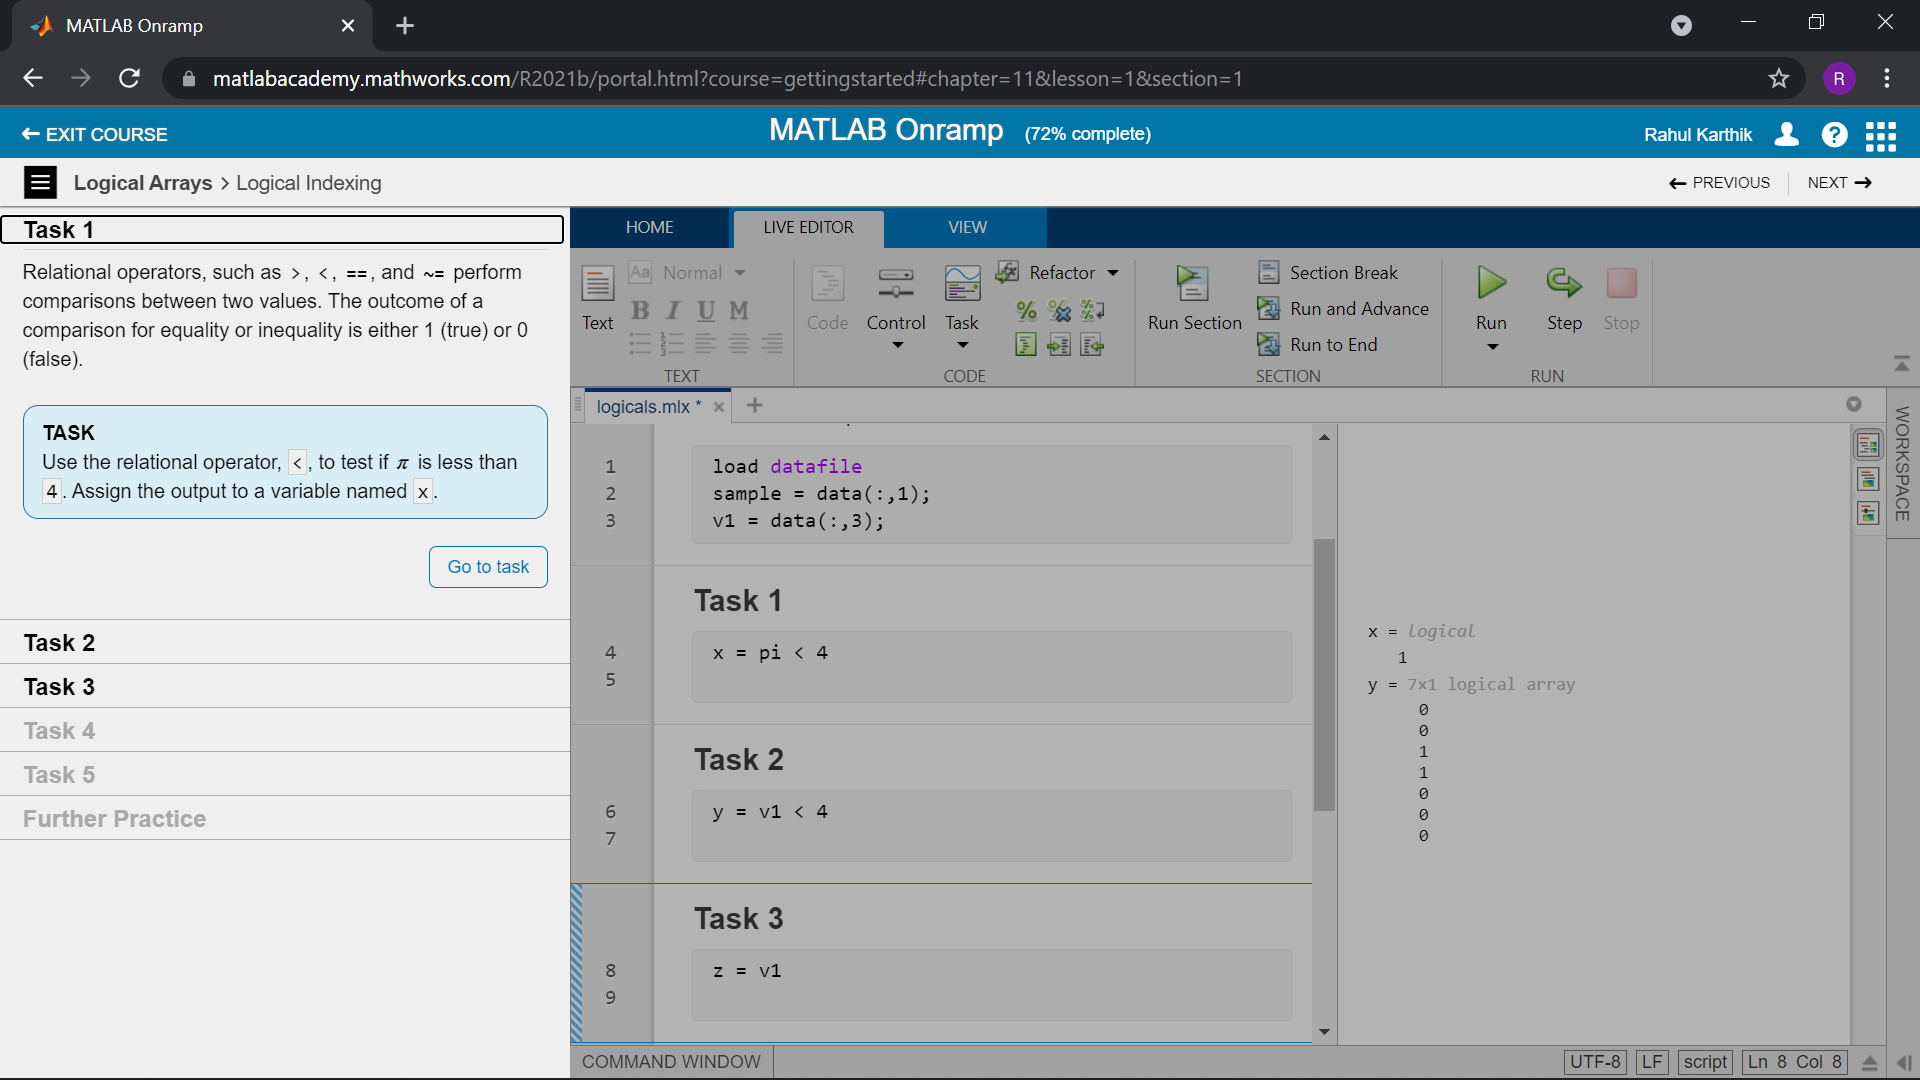 MATLAB Onramp
matlabacademy.mathworks.com/R2021b/portal.html?course=gettingstarted#chapter=11&lesson=1&section=1
R
EXIT COURSE
MATLAB Onramp (72% complete)
Rahul Karthik
?
Logical Arrays > Logical Indexing
PREVIOUS
NEXT
Task 1
Relational operators, such as >, <, ==, and ~= perform
comparisons between two values. The outcome of a
comparison for equality or inequality is either 1 (true) or 0
(false).
TASK
Use the relational operator, <, to test if π is less than
4. Assign the output to a variable named x.
Go to task
Task 2
Task 3
Task 4
Task 5
Further Practice
HOME
LIVE EDITOR
VIEW
Text
Aa Normal
B I U M
TEXT
Code
Control
Task
Refactor
CODE
Run Section
Section Break
Run and Advance
Run to End
SECTION
Run
Step
Stop
RUN
logicals.mlx *
WORKSPACE
1 load datafile
2 sample = data(:,1);
3 v1 = data(:,3);
Task 1
4 x = pi < 4
5
Task 2
6 y = v1 < 4
7
Task 3
8 z = v1
9
x = logical
1
y = 7×1 logical array
0
0
1
1
0
0
0
COMMAND WINDOW
UTF-8 LF script Ln 8 Col 8